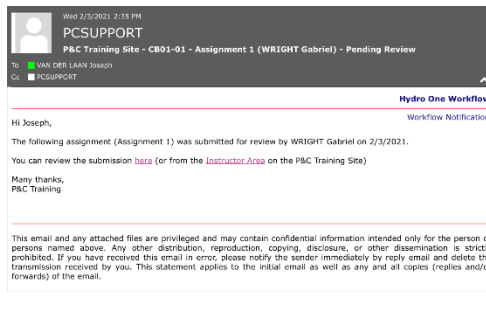 Wed 2/3/2021 2:35 PM
PCSUPPORT
P&C Training Site - CB01-01 - Assignment 1 (WRIGHT Gabriel) - Pending Review
To VAN DER LAAN Joseph
Cc PCSUPPORT
Hydro One Workflow
Workflow Notification
Hi Joseph,
The following assignment (Assignment 1) was submitted for review by WRIGHT Gabriel on 2/3/2021.
You can review the submission here (or from the Instructor Area on the P&C Training Site)
Many thanks,
P&C Training
This email and any attached files are privileged and may contain confidential information intended only for the person o
persons named above. Any other distribution, reproduction, copying, disclosure, or other dissemination is strictl
prohibited. If you have received this email in error, please notify the sender immediately by reply email and delete th
transmission received by you. This statement applies to the initial email as well as any and all copies (replies and/o
forwards) of the email.